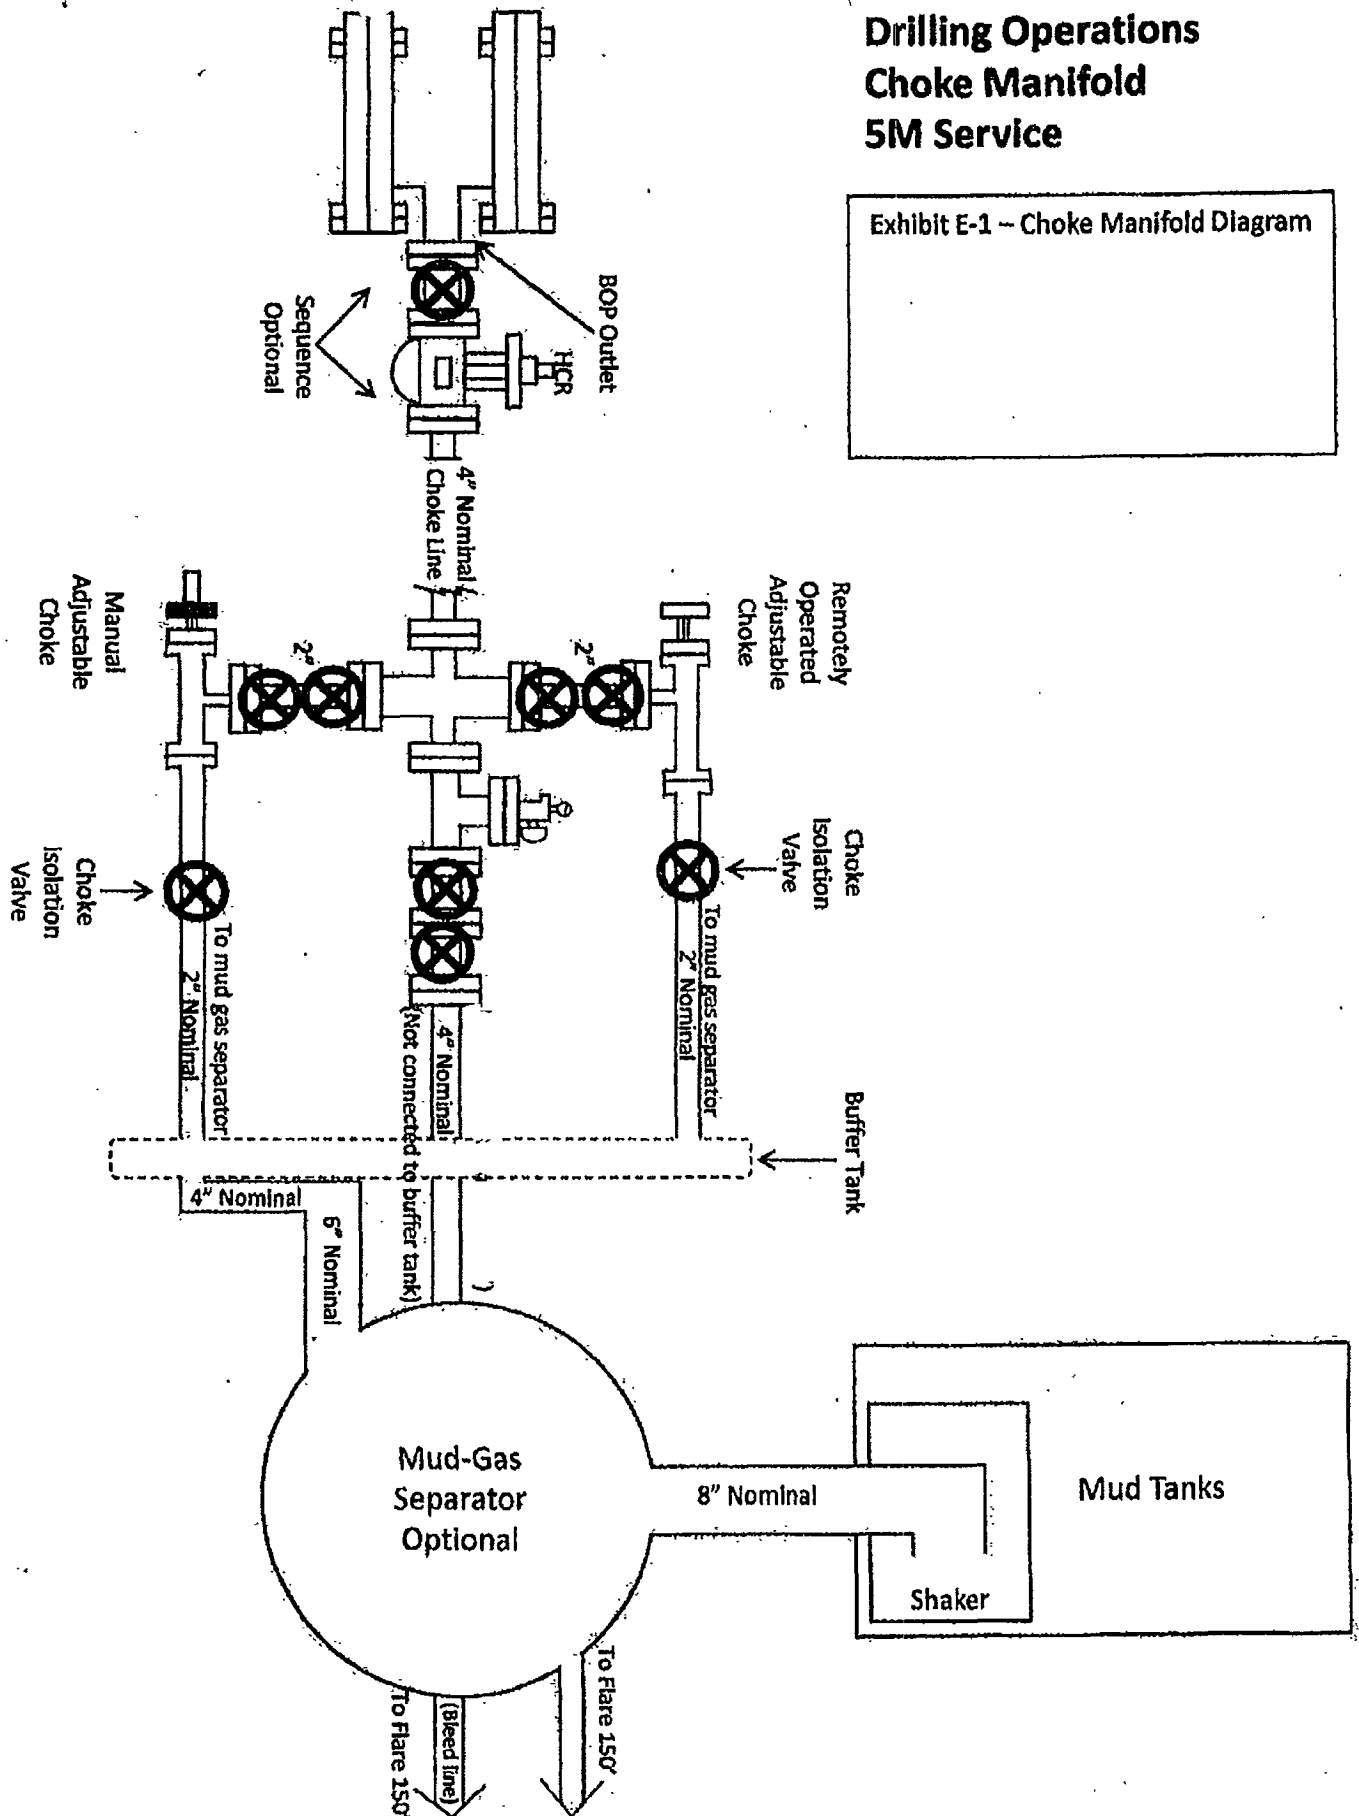 Drilling Operations
Choke Manifold
5M Service
Exhibit E-1 – Choke Manifold Diagram
BOP Outlet
HCR
Sequence
Optional
4" Nominal
Choke Line
Remotely
Operated
Adjustable
Choke
Manual
Adjustable
Choke
2"
2"
Choke
Isolation
Valve
Choke
Isolation
Valve
To mud gas separator
2" Nominal
4" Nominal
(Not connected to buffer tank)
To mud gas separator
2" Nominal
Buffer Tank
4" Nominal
6" Nominal
Mud-Gas
Separator
Optional
8" Nominal
Mud Tanks
Shaker
To Flare 150'
(Bleed line)
To Flare 150'